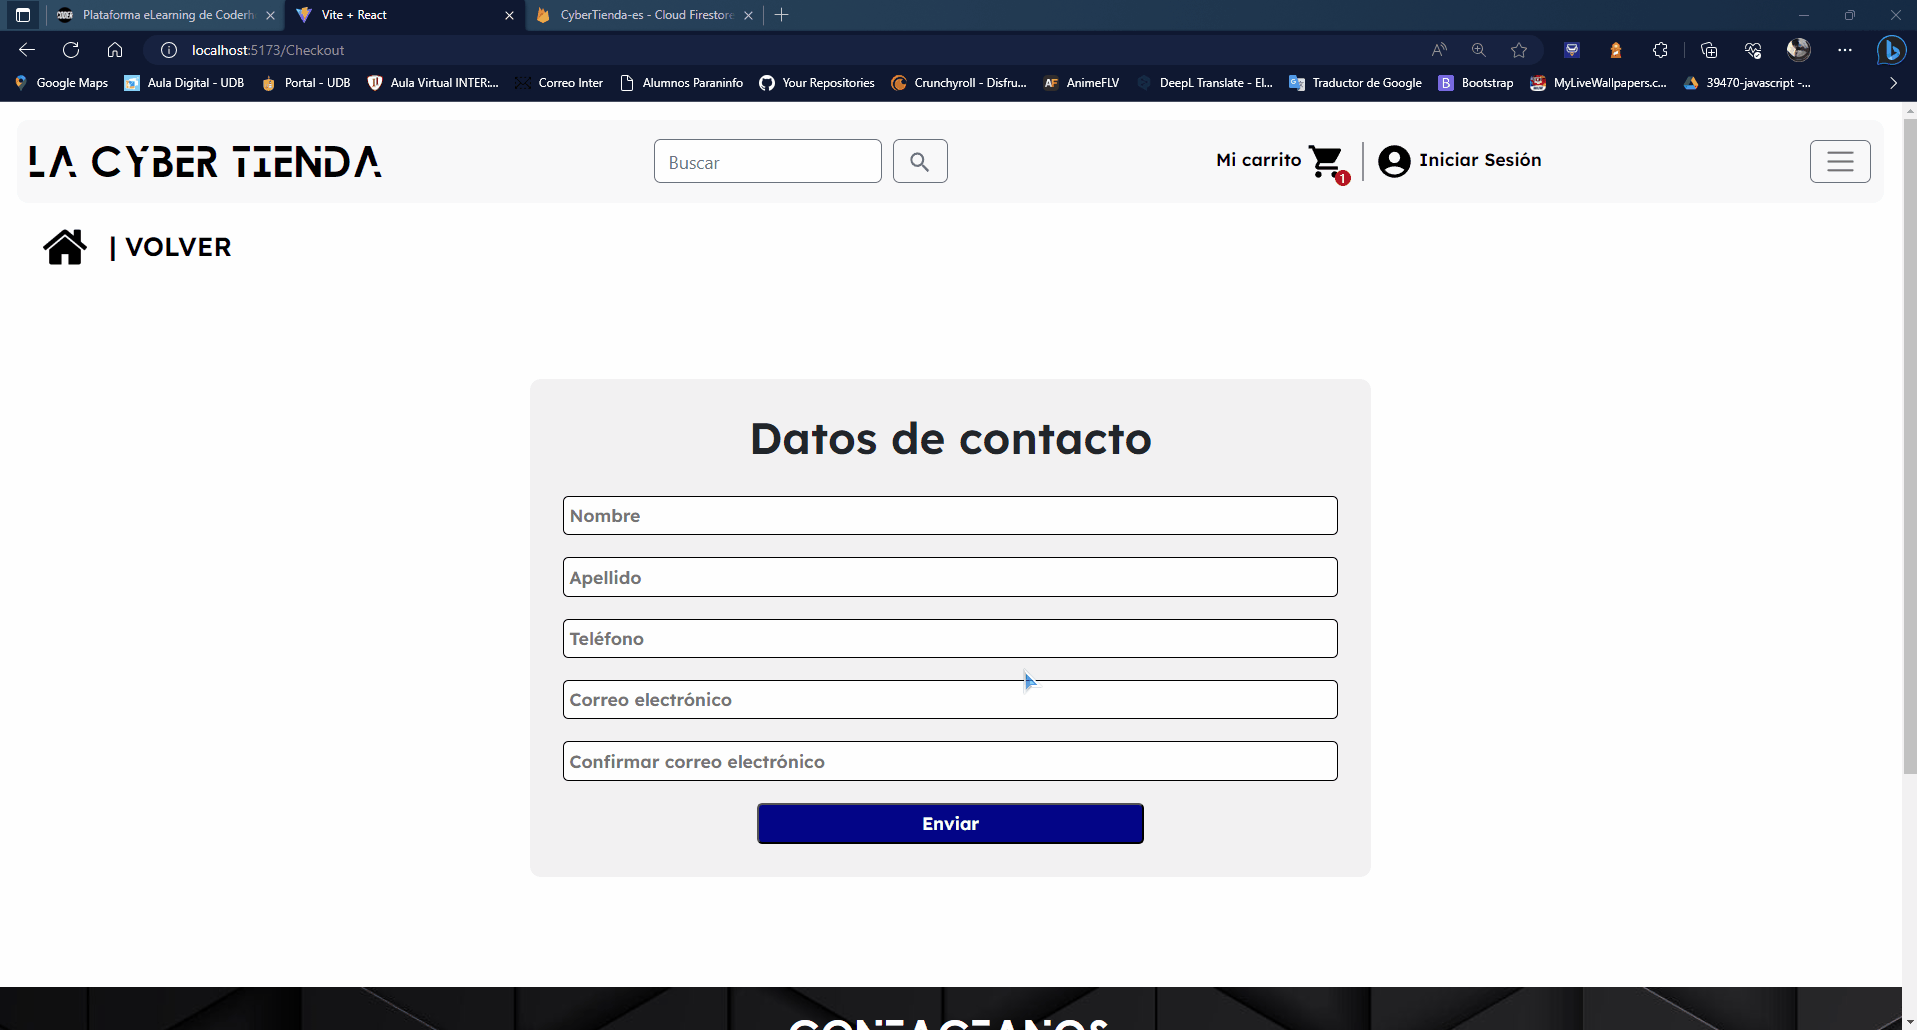 Plataforma eLearning de Coderh
Vite + React
CyberTienda-es - Cloud Firestore
localhost:5173/Checkout
Google Maps
Aula Digital - UDB
Portal - UDB
Aula Virtual INTER:...
Correo Inter
Alumnos Paraninfo
Your Repositories
Crunchyroll - Disfru...
AF AnimeFLV
DeepL Translate - El...
Traductor de Google
B Bootstrap
MyLiveWallpapers.c...
39470-javascript -...
LA CYBER TIENDA
Buscar
Mi carrito 1
Iniciar Sesión
| VOLVER
Datos de contacto
Nombre
Apellido
Teléfono
Correo electrónico
Confirmar correo electrónico
Enviar